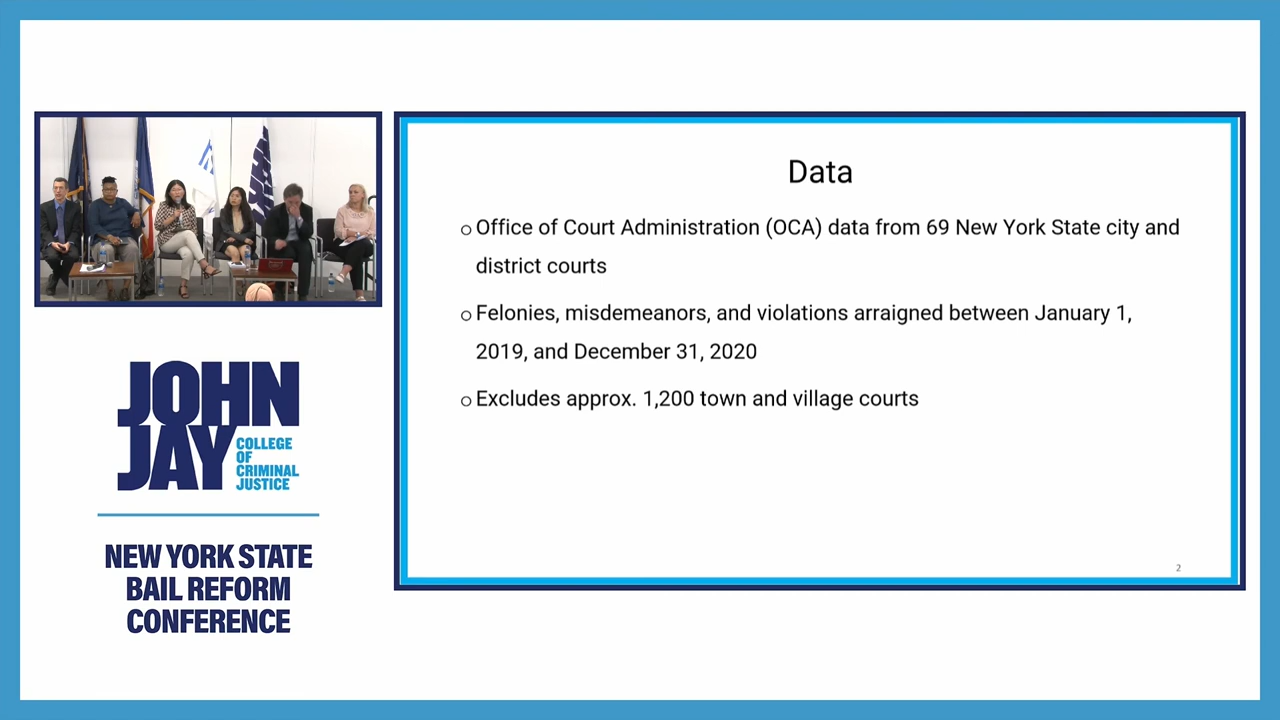 JOHN
JAY
COLLEGE
OF
CRIMINAL
JUSTICE
NEW YORK STATE
BAIL REFORM
CONFERENCE
Data
Office of Court Administration (OCA) data from 69 New York State city and
district courts
Felonies, misdemeanors, and violations arraigned between January 1,
2019, and December 31, 2020
Excludes approx. 1,200 town and village courts
2